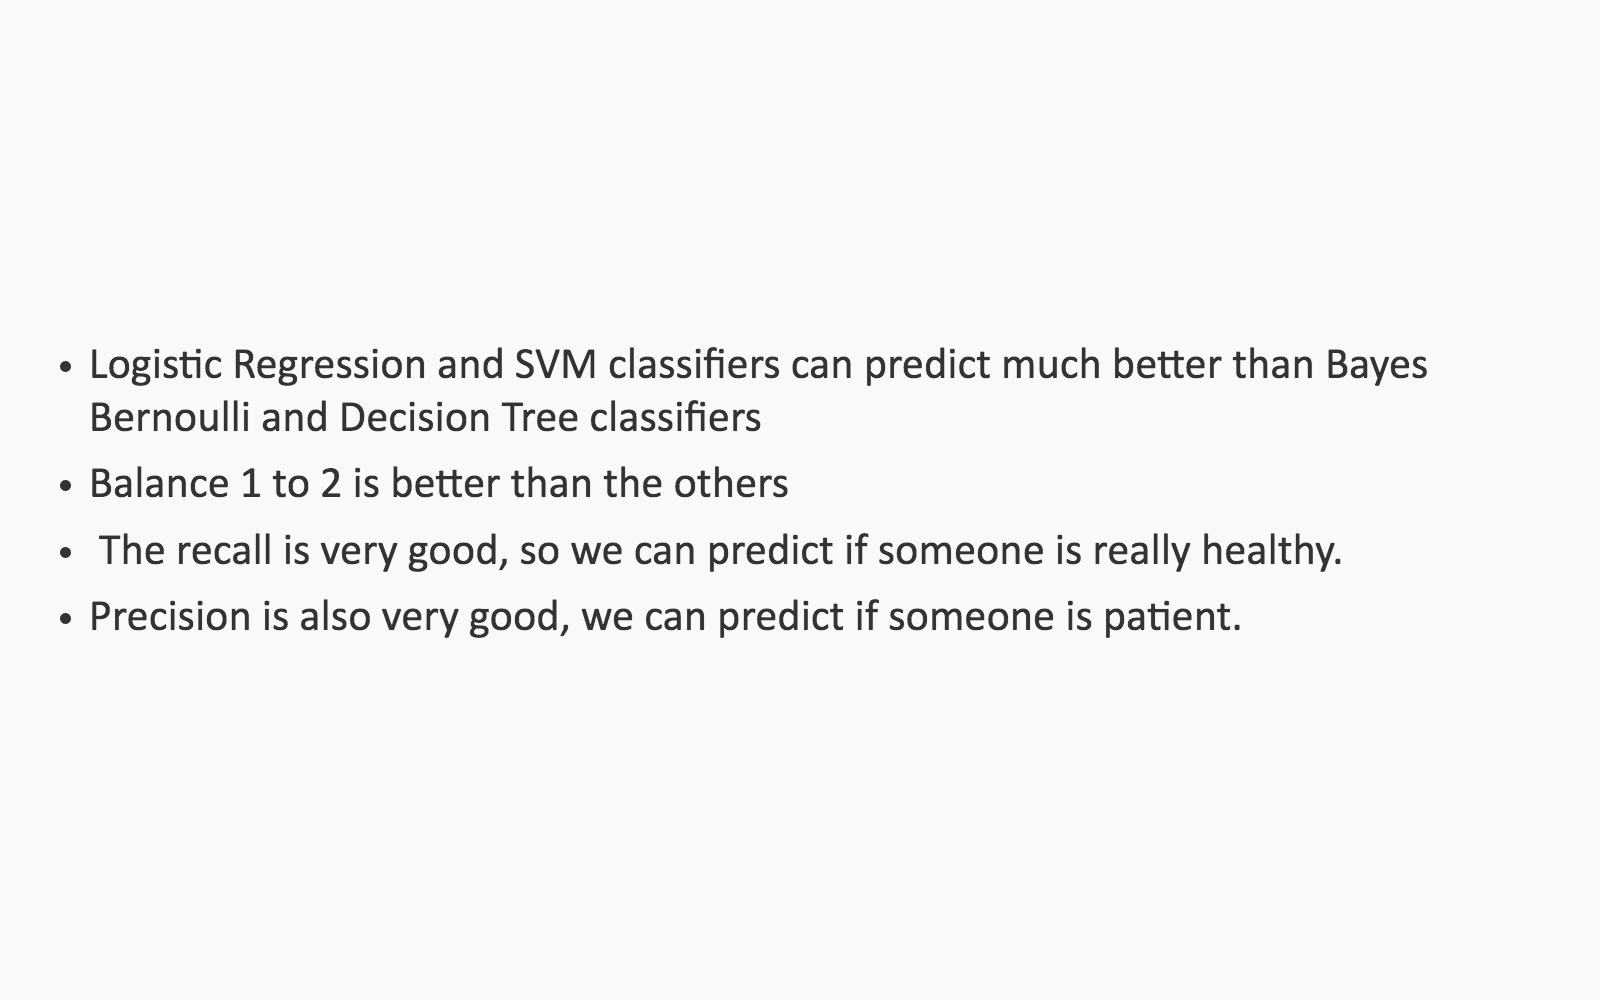 • Logistic Regression and SVM classifiers can predict much better than Bayes
Bernoulli and Decision Tree classifiers
• Balance 1 to 2 is better than the others
• The recall is very good, so we can predict if someone is really healthy.
• Precision is also very good, we can predict if someone is patient.